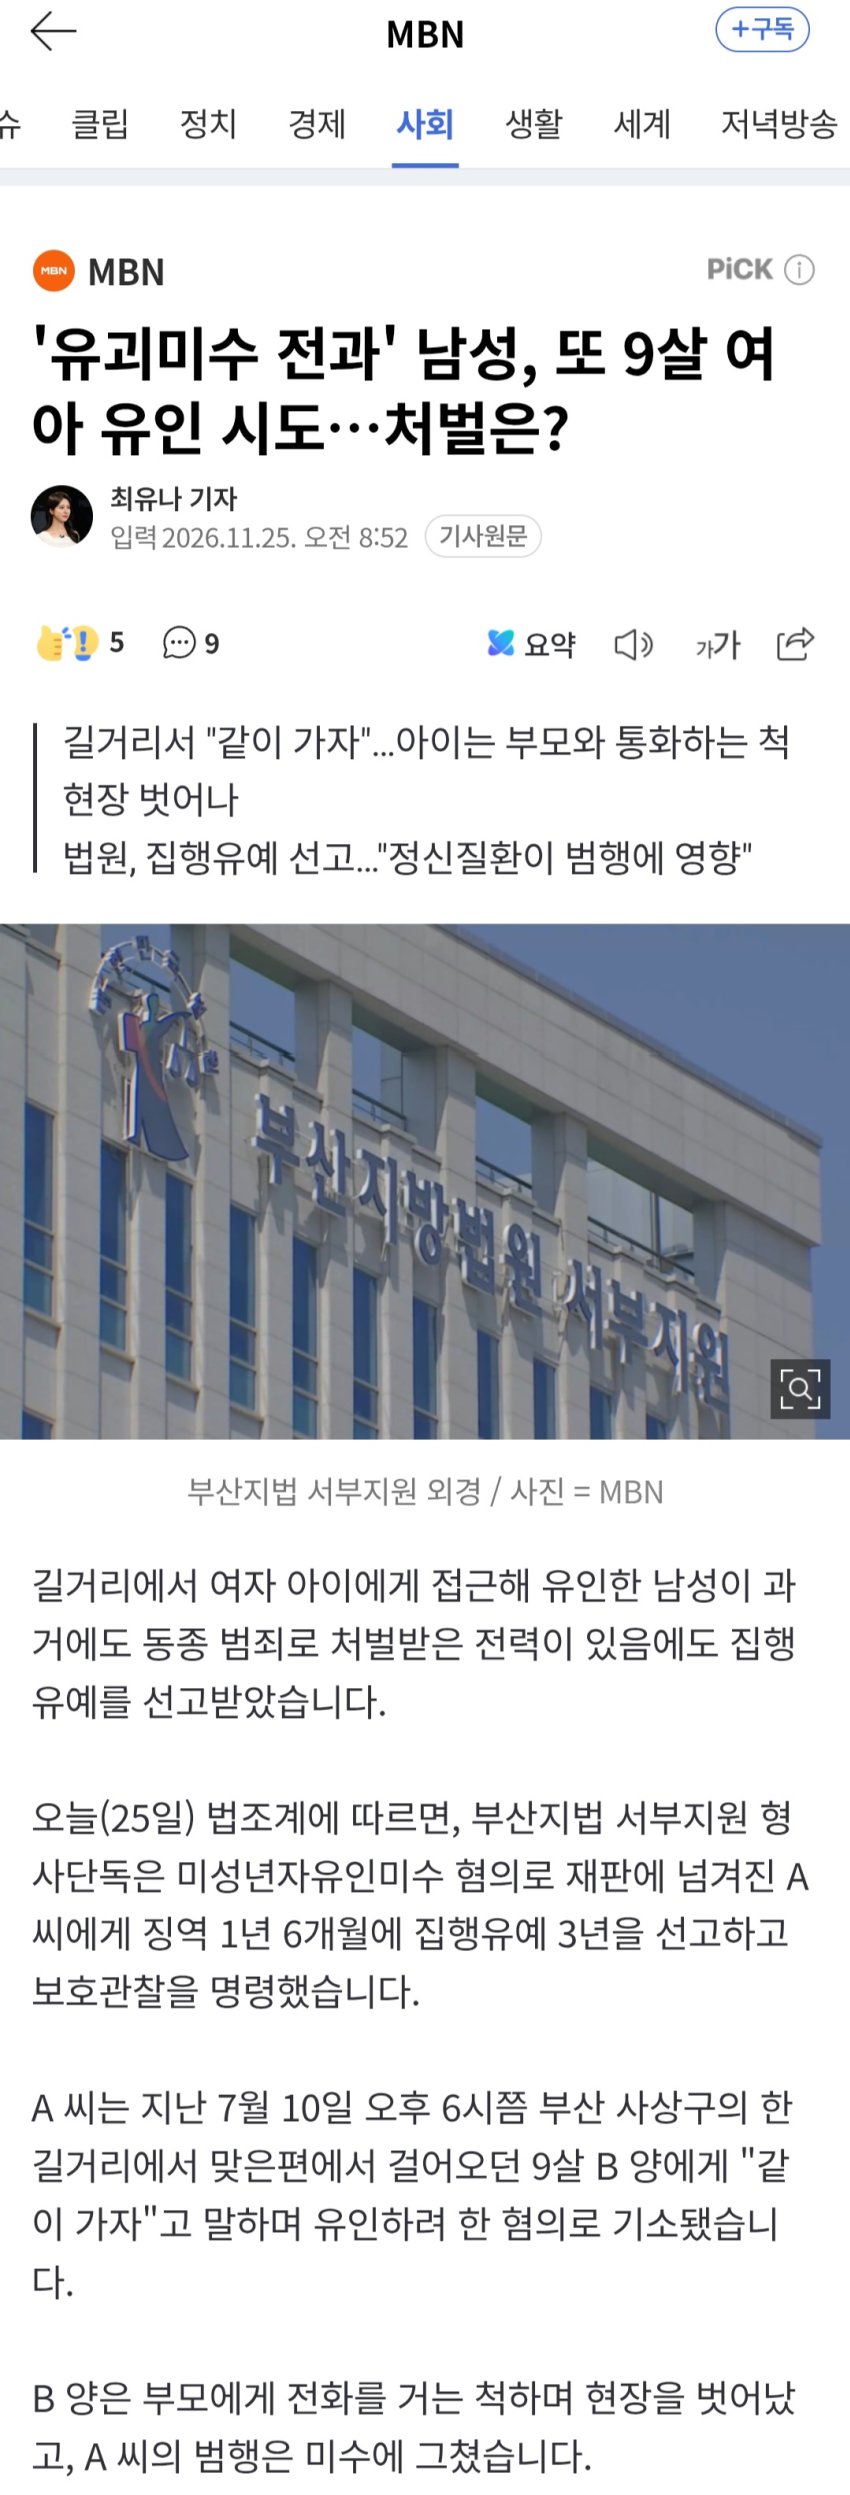 MBN
+구독
슈 클립 정치 경제 사회 생활 세계 저녁방송
MBN MBN PiCK
'유괴미수 전과' 남성, 또 9살 여
아 유인 시도…처벌은?
최유나 기자
입력 2026.11.25. 오전 8:52 기사원문
5 9 요약 가가
길거리서 "같이 가자"...아이는 부모와 통화하는 척
현장 벗어나
법원, 집행유예 선고..."정신질환이 범행에 영향"
부산지방법원 서부지원
부산지법 서부지원 외경 / 사진 = MBN
길거리에서 여자 아이에게 접근해 유인한 남성이 과
거에도 동종 범죄로 처벌받은 전력이 있음에도 집행
유예를 선고받았습니다.
오늘(25일) 법조계에 따르면, 부산지법 서부지원 형
사단독은 미성년자유인미수 혐의로 재판에 넘겨진 A
씨에게 징역 1년 6개월에 집행유예 3년을 선고하고
보호관찰을 명령했습니다.
A 씨는 지난 7월 10일 오후 6시쯤 부산 사상구의 한
길거리에서 맞은편에서 걸어오던 9살 B 양에게 "같
이 가자"고 말하며 유인하려 한 혐의로 기소됐습니
다.
B 양은 부모에게 전화를 거는 척하며 현장을 벗어났
고, A 씨의 범행은 미수에 그쳤습니다.